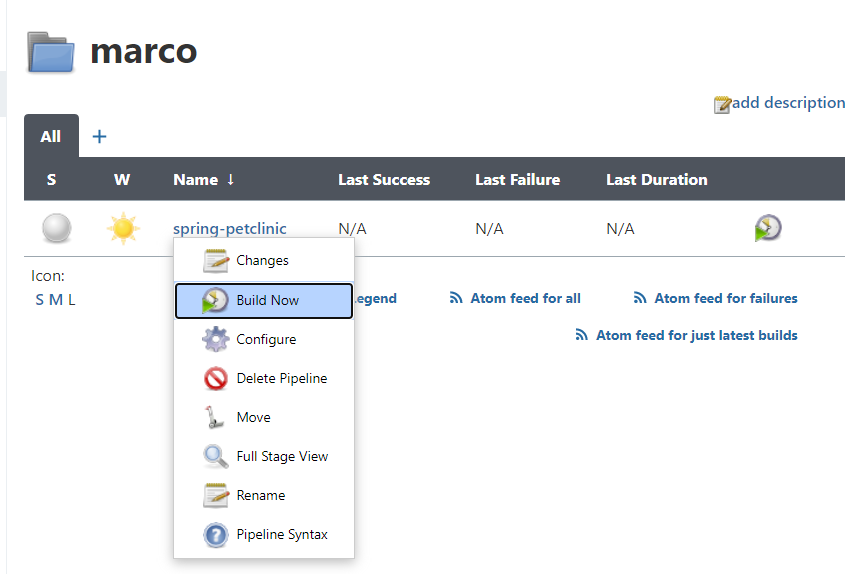 marco
add description
All +
S W Name ↓ Last Success Last Failure Last Duration
spring-petclinic N/A N/A N/A
Changes
Icon:
S M L
Build Now
egend Atom feed for all Atom feed for failures
Configure
Atom feed for just latest builds
Delete Pipeline
Move
Full Stage View
Rename
Pipeline Syntax